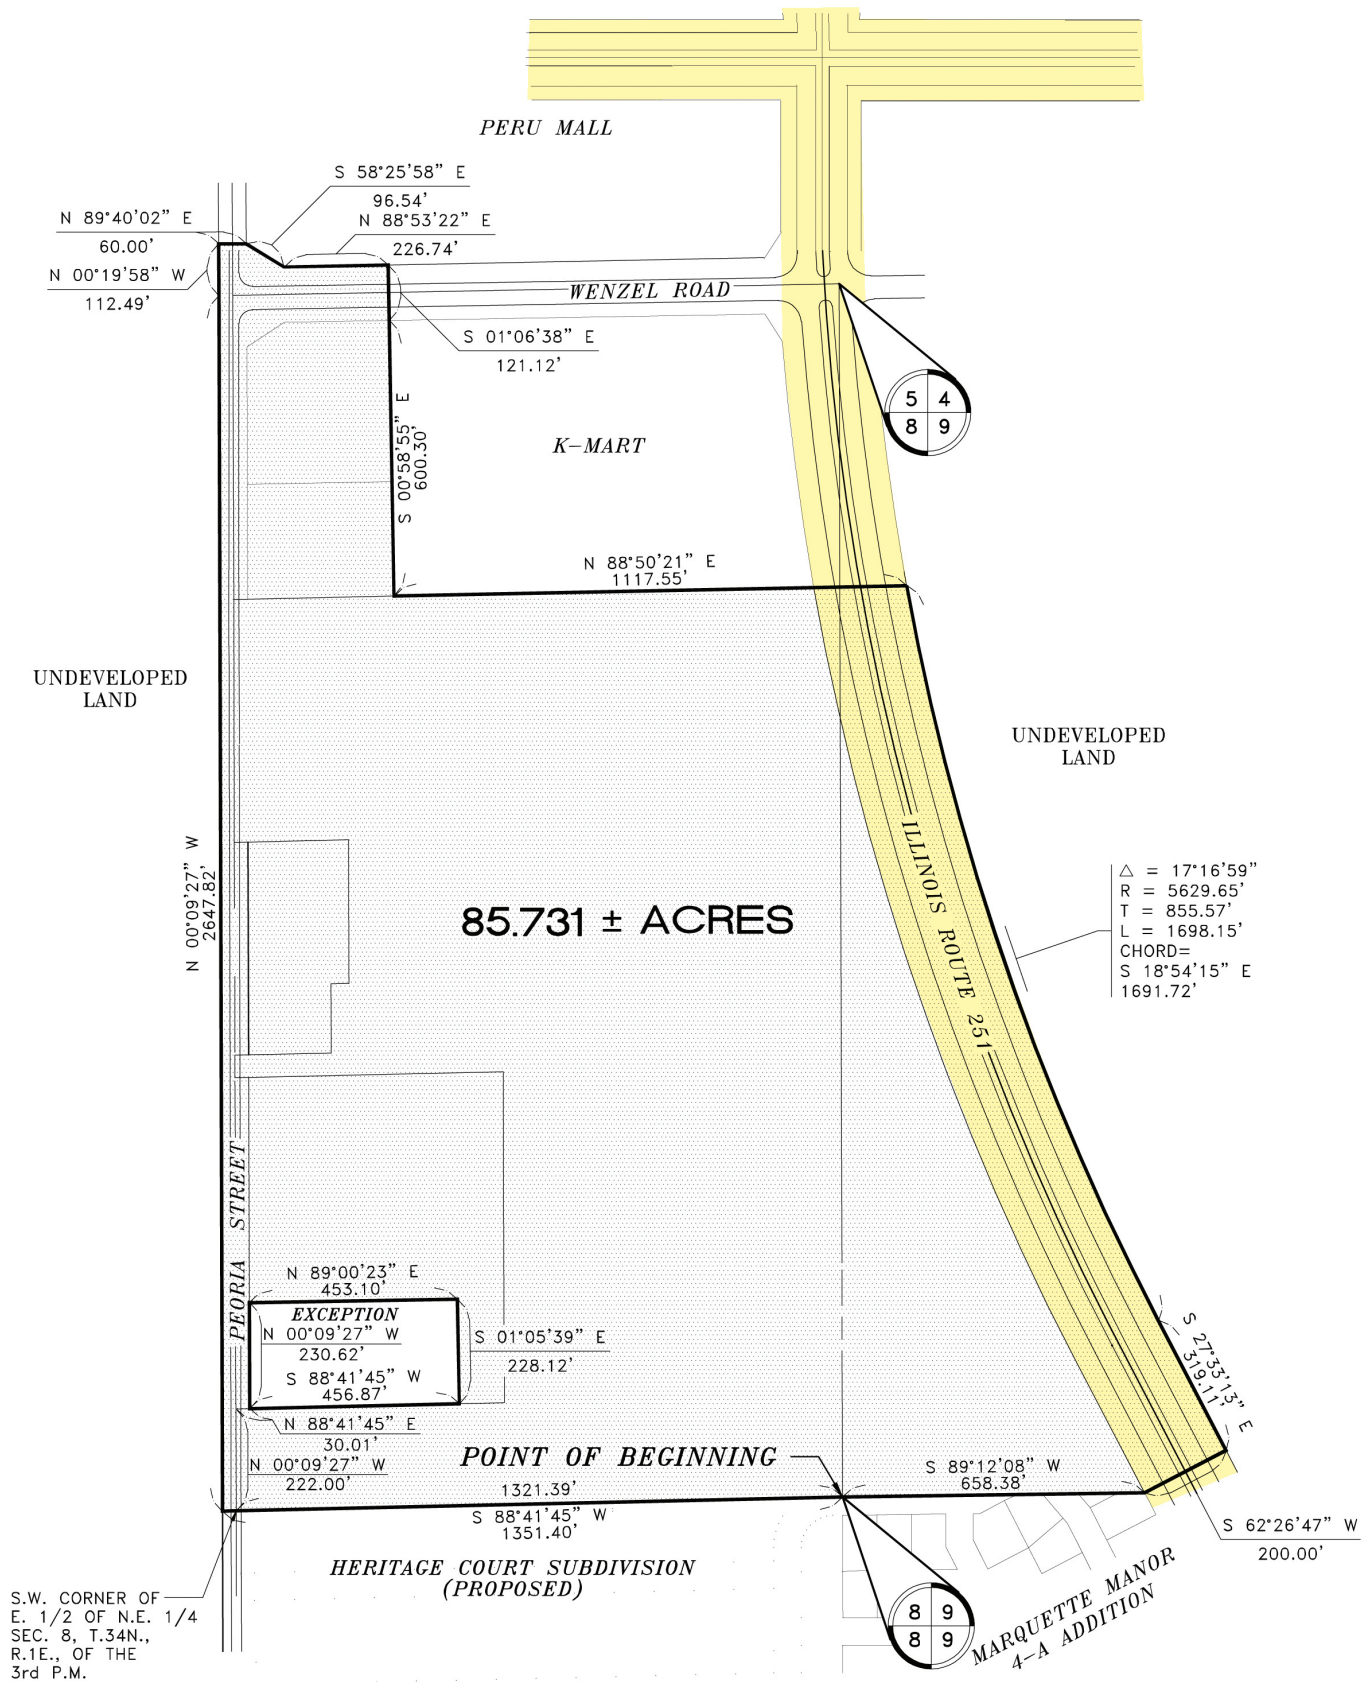 PERU MALL
S 58°25'58" E
96.54'
N 89°40'02" E
60.00'
N 88°53'22" E
226.74'
N 00°19'58" W
112.49'
WENZEL ROAD
S 01°06'38" E
121.12'
5 4
8 9
S 00°58'55" E
600.30'
K-MART
N 88°50'21" E
1117.55'
UNDEVELOPED
LAND
UNDEVELOPED
LAND
N 00°09'27" W
2647.82'
85.731 ± ACRES
ILLINOIS ROUTE 251
△ = 17°16'59"
R = 5629.65'
T = 855.57'
L = 1698.15'
CHORD=
S 18°54'15" E
1691.72'
PEORIA STREET
N 89°00'23" E
453.10'
EXCEPTION
N 00°09'27" W
230.62'
S 88°41'45" W
456.87'
S 01°05'39" E
228.12'
S 27°33'13" E
319.11'
N 88°41'45" E
30.01'
N 00°09'27" W
222.00'
POINT OF BEGINNING
1321.39'
S 88°41'45" W
1351.40'
S 89°12'08" W
658.38'
S 62°26'47" W
200.00'
HERITAGE COURT SUBDIVISION
(PROPOSED)
8 9
8 9
MARQUETTE MANOR
4-A ADDITION
S.W. CORNER OF
E. 1/2 OF N.E. 1/4
SEC. 8, T.34N.,
R.1E., OF THE
3rd P.M.